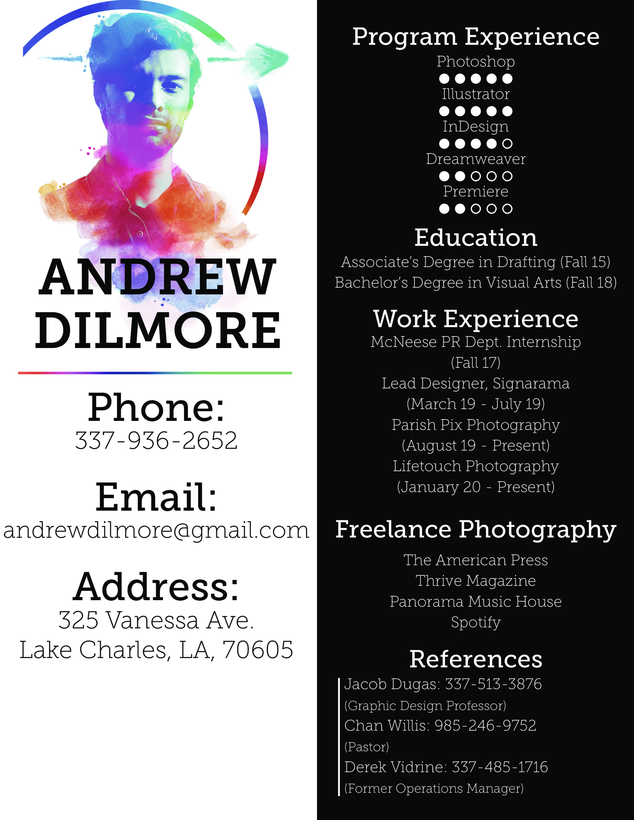 ANDREW
DILMORE
Phone:
337-936-2652
Email:
andrewdilmore@gmail.com
Address:
325 Vanessa Ave.
Lake Charles, LA, 70605
Program Experience
Photoshop
Illustrator
InDesign
Dreamweaver
Premiere
Education
Associate's Degree in Drafting (Fall 15)
Bachelor's Degree in Visual Arts (Fall 18)
Work Experience
McNeese PR Dept. Internship
(Fall 17)
Lead Designer, Signarama
(March 19 - July 19)
Parish Pix Photography
(August 19 - Present)
Lifetouch Photography
(January 20 - Present)
Freelance Photography
The American Press
Thrive Magazine
Panorama Music House
Spotify
References
Jacob Dugas: 337-513-3876
(Graphic Design Professor)
Chan Willis: 985-246-9752
(Pastor)
Derek Vidrine: 337-485-1716
(Former Operations Manager)